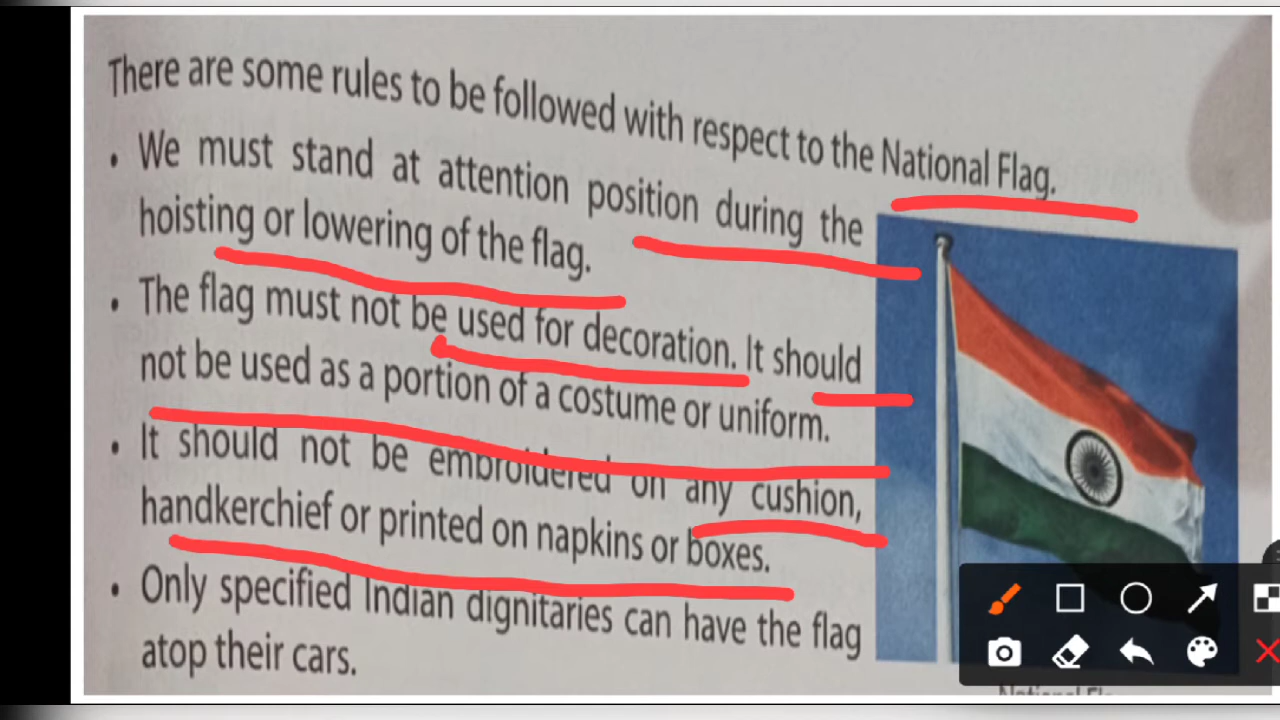 There are some rules to be followed with respect to the National Flag.
• We must stand at attention position during the
hoisting or lowering of the flag.
• The flag must not be used for decoration. It should
not be used as a portion of a costume or uniform.
• It should not be embroidered on any cushion,
handkerchief or printed on napkins or boxes.
• Only specified Indian dignitaries can have the flag
atop their cars.